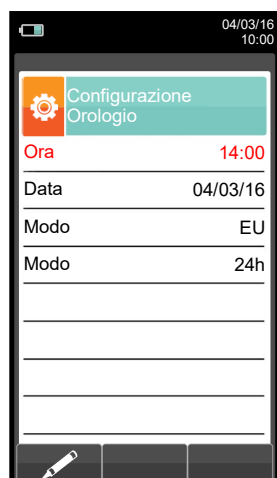 04/03/16
10:00
Configurazione
Orologio
Ora 14:00
Data 04/03/16
Modo EU
Modo 24h